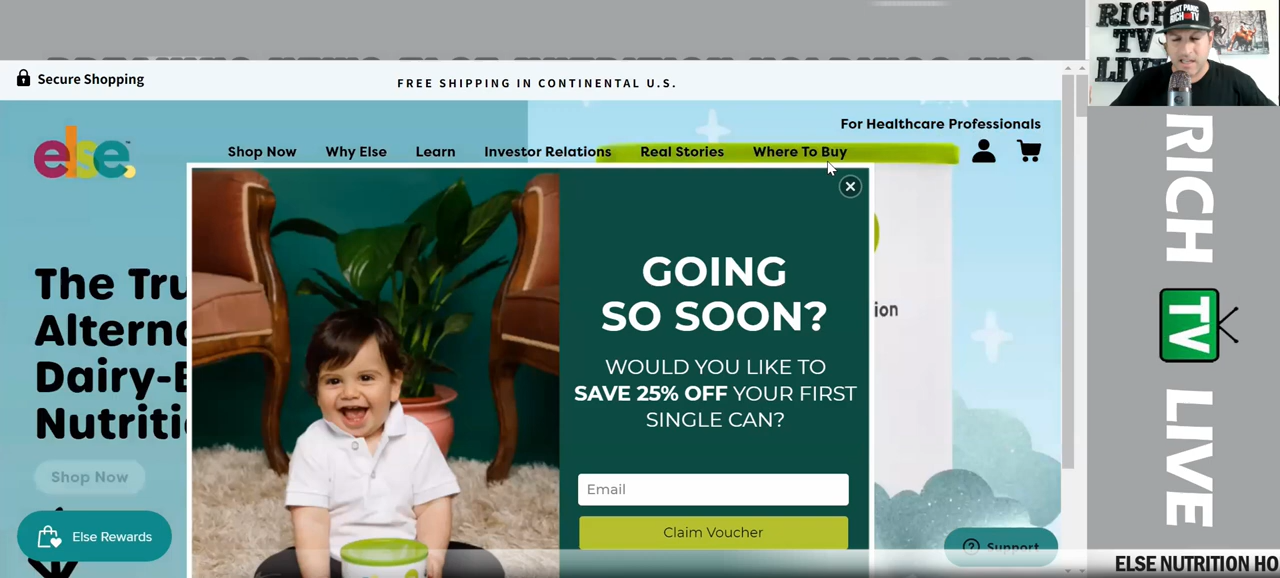 Secure Shopping
FREE SHIPPING IN CONTINENTAL U.S.
For Healthcare Professionals
else.
Shop Now Why Else Learn Investor Relations Real Stories Where To Buy
The Tru
Alterna
Dairy-
Nutriti
Shop Now
Else Rewards
GOING
SO SOON?
WOULD YOU LIKE TO
SAVE 25% OFF YOUR FIRST
SINGLE CAN?
Email
Claim Voucher
ion
Support
RICH
TV
LIVE
RICH TV LIVE
ELSE NUTRITION HO